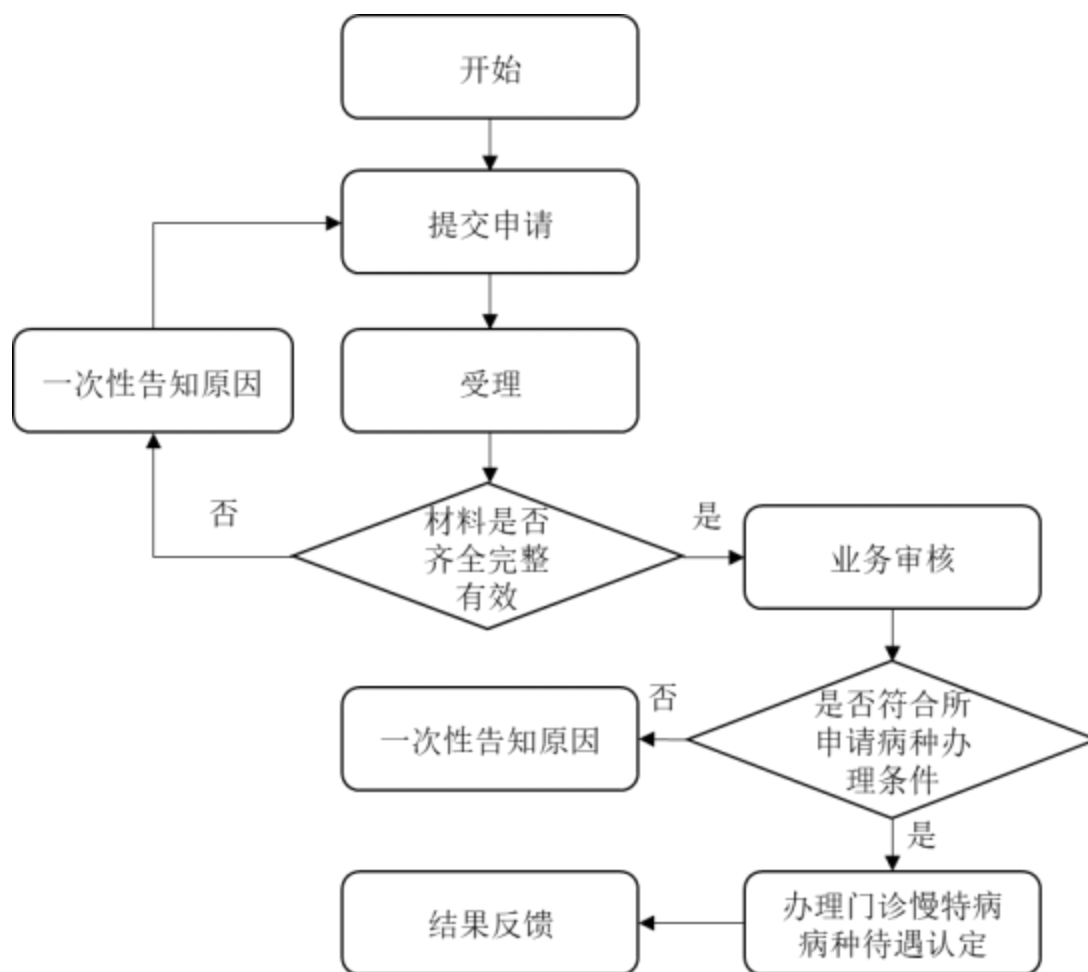 开始
提交申请
一次性告知原因
受理
否
材料是否
齐全完整
有效
是
业务审核
一次性告知原因
否
是否符合所
申请病种办
理条件
是
结果反馈
办理门诊慢特病
病种待遇认定